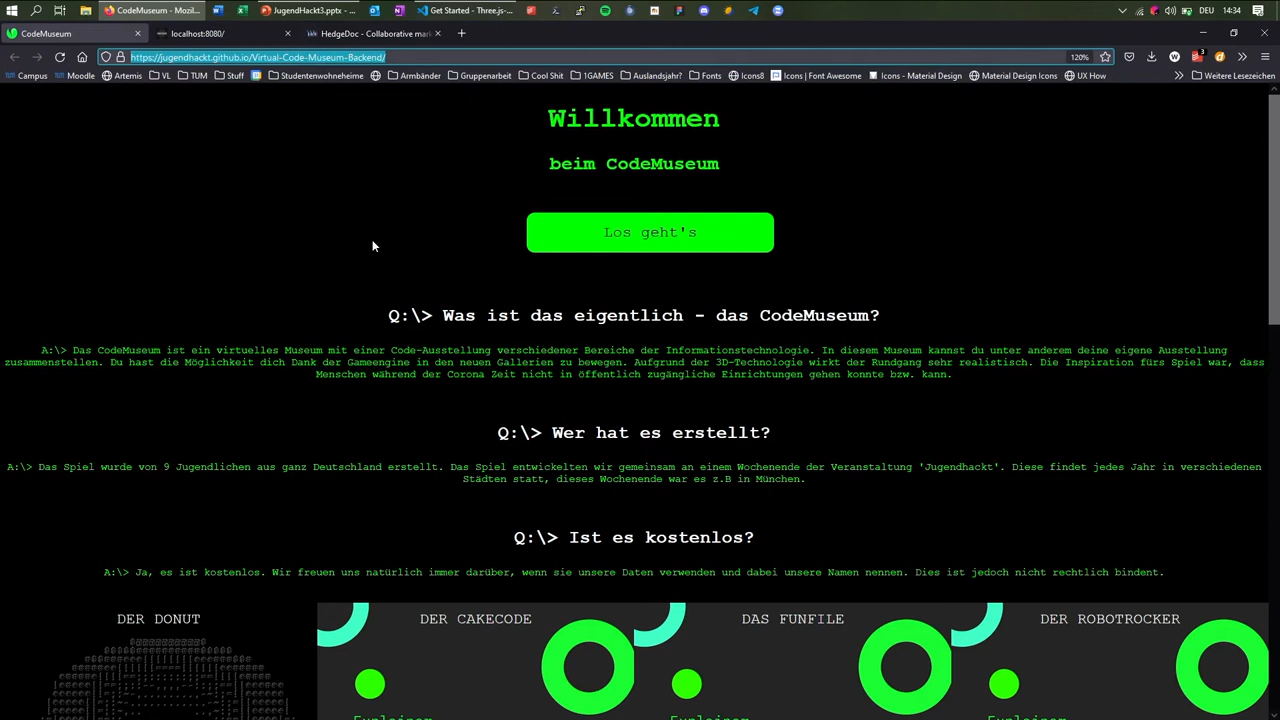 CodeMuseum — Mozil...
JugendHackt3.pptx - ...
Get Started - Three.js-...
DEU
14:34
CodeMuseum
localhost:8080/
HedgeDoc - Collaborative mark
https://jugendhackt.github.io/Virtual-Code-Museum-Backend/
120%
Campus Moodle Artemis VL TUM Stuff Studentenwohnheime Armbänder Gruppenarbeit Cool Shit 1GAMES Auslandsjahr? Fonts Icons8 Icons | Font Awesome Icons - Material Design Material Design Icons UX How Weitere Lesezeichen
Willkommen
beim CodeMuseum
Los geht's
Q:\> Was ist das eigentlich - das CodeMuseum?
A:\> Das CodeMuseum ist ein virtuelles Museum mit einer Code-Ausstellung verschiedener Bereiche der Informationstechnologie. In diesem Museum kannst du unter anderem deine eigene Ausstellung
zusammenstellen. Du hast die Möglichkeit dich Dank der Gameengine in den neuen Gallerien zu bewegen. Aufgrund der 3D-Technologie wirkt der Rundgang sehr realistisch. Die Inspiration fürs Spiel war, dass
Menschen während der Corona Zeit nicht in öffentlich zugängliche Einrichtungen gehen konnte bzw. kann.
Q:\> Wer hat es erstellt?
A:\> Das Spiel wurde von 9 Jugendlichen aus ganz Deutschland erstellt. Das Spiel entwickelten wir gemeinsam an einem Wochenende der Veranstaltung 'Jugendhackt'. Diese findet jedes Jahr in verschiedenen
Städten statt, dieses Wochenende war es z.B in München.
Q:\> Ist es kostenlos?
A:\> Ja, es ist kostenlos. Wir freuen uns natürlich immer darüber, wenn sie unsere Daten verwenden und dabei unsere Namen nennen. Dies ist jedoch nicht rechtlich bindent.
DER DONUT
DER CAKECODE
DAS FUNFILE
DER ROBOTROCKER